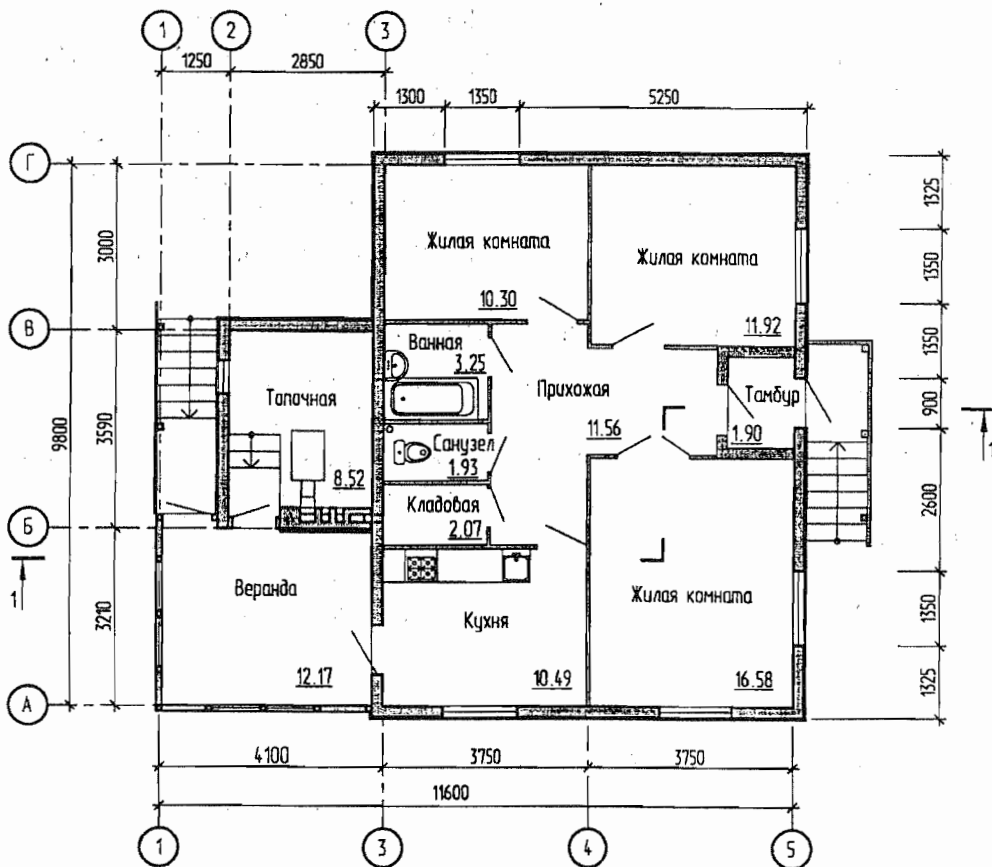 1
2
3
1250
2850
1300
1350
5250
Г
В
Б
А
9800
3000
3590
3210
Жилая комната
10.30
Жилая комната
11.92
Ванная
3.25
Прихожая
11.56
Тамбур
1.90
Топочная
8.52
Санузел
1.93
Кладовая
2.07
Веранда
12.17
Кухня
10.49
Жилая комната
16.58
1325
1350
1350
900
2600
1350
1325
1
1
4100
3750
3750
11600
1
3
4
5